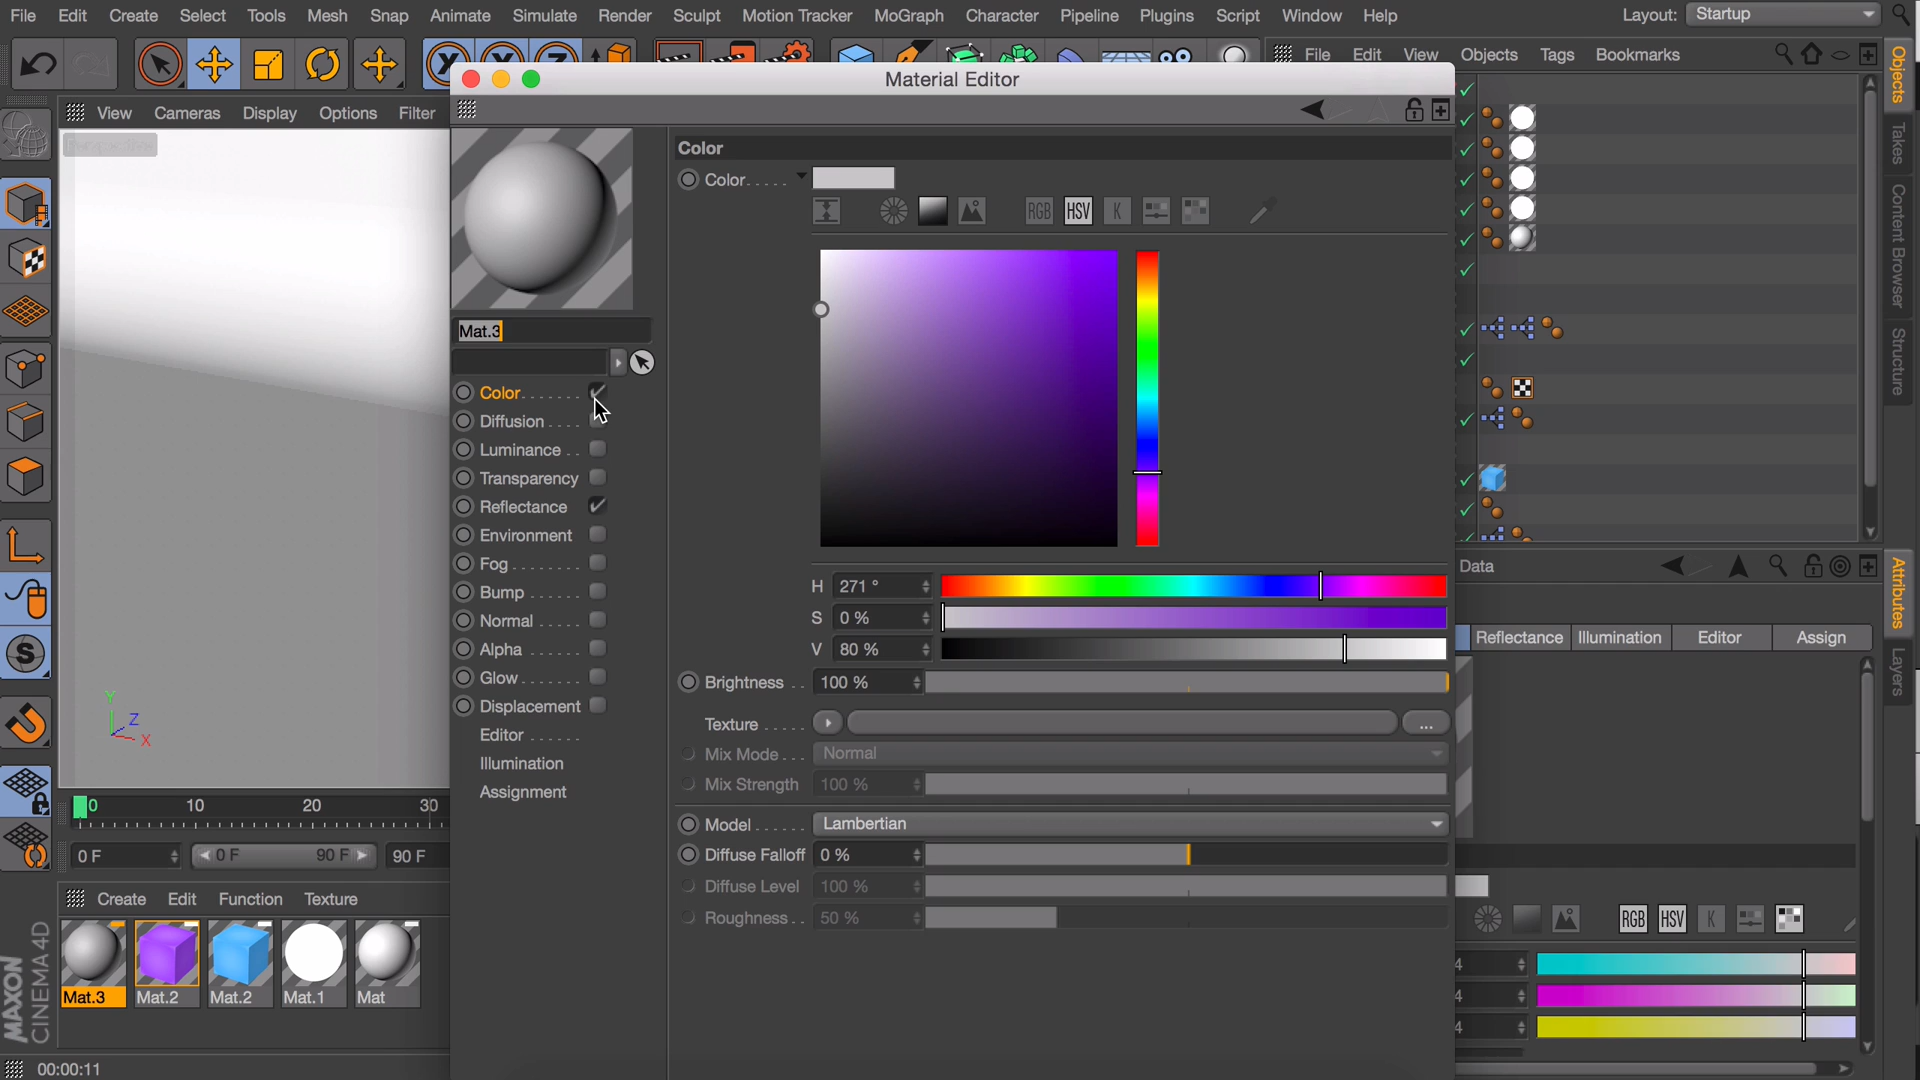 File Edit Create Select Tools Mesh Snap Animate Simulate Render Sculpt Motion Tracker MoGraph Character Pipeline Plugins Script Window Help Layout: Startup
File Edit View Objects Tags Bookmarks
Material Editor
View Cameras Display Options Filter
Color
Color.....
RGB HSV K
Mat.3
Color.......
Diffusion....
Luminance..
Transparency
Reflectance
Environment
Fog.......
Bump.....
Normal....
Alpha......
Glow.......
Displacement
Editor......
Illumination
Assignment
H 271 °
S 0 %
V 80 %
Brightness.. 100 %
Texture..... ...
Mix Mode... Normal
Mix Strength 100 %
Model...... Lambertian
Diffuse Falloff 0 %
Diffuse Level 100 %
Roughness.. 50 %
Objects
Takes
Content Browser
Structure
Data
Reflectance Illumination Editor Assign
Attributes
Layers
RGB HSV K
4
4
4
Y
Z
X
0 10 20 30
0 F 0 F 90 F 90 F
Create Edit Function Texture
Mat.3 Mat.2 Mat.2 Mat.1 Mat
MAXON
CINEMA 4D
00:00:11